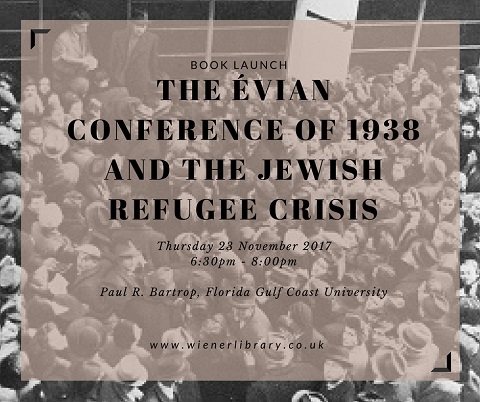 BOOK LAUNCH
THE ÉVIAN
CONFERENCE OF 1938
AND THE JEWISH
REFUGEE CRISIS
Thursday 23 November 2017
6:30pm - 8:00pm
Paul R. Bartrop, Florida Gulf Coast University
www.wienerlibrary.co.uk